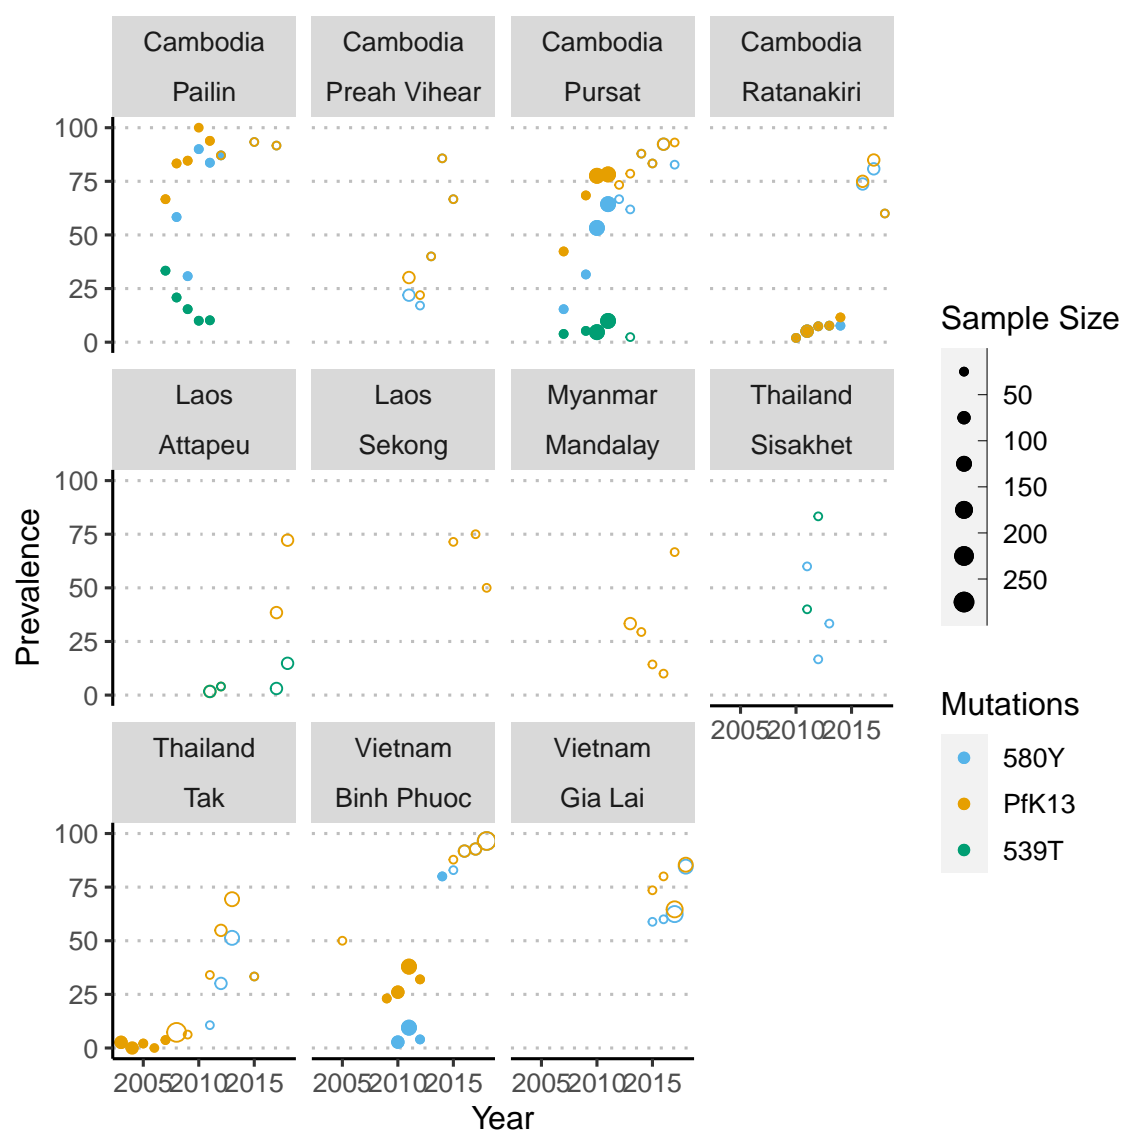 Cambodia
Pailin
Cambodia
Preah Vihear
Cambodia
Pursat
Cambodia
Ratanakiri
100
75
50
25
0
Laos
Attapeu
Laos
Sekong
Myanmar
Mandalay
Thailand
Sisakhet
100
75
50
25
0
2005 2010 2015
Thailand
Tak
Vietnam
Binh Phuoc
Vietnam
Gia Lai
100
75
50
25
0
2005 2010 2015
2005 2010 2015
2005 2010 2015
Prevalence
Year
Sample Size
50
100
150
200
250
Mutations
580Y
PfK13
539T